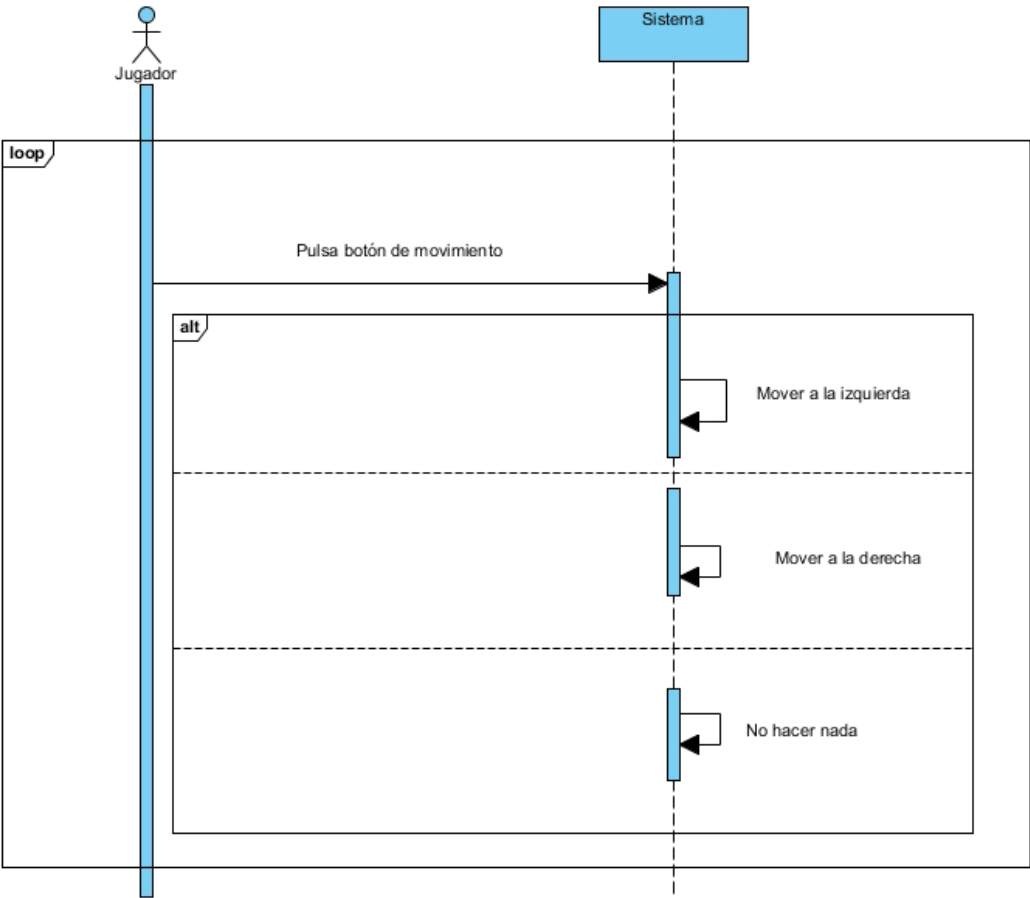 Jugador
Sistema
loop
Pulsa botón de movimiento
alt
Mover a la izquierda
Mover a la derecha
No hacer nada